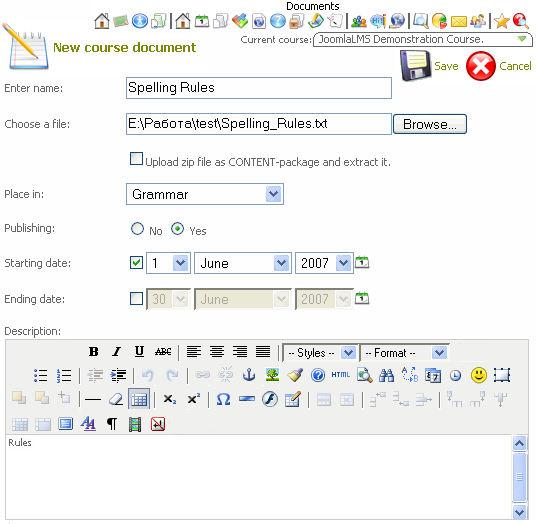 Documents
Current course: JoomlaLMS Demonstration Course.
New course document
Save Cancel
Enter name: Spelling Rules
Choose a file: E:\Работа\test\Spelling_Rules.txt Browse...
Upload zip file as CONTENT-package and extract it.
Place in: Grammar
Publishing: No Yes
Starting date: 1 June 2007
Ending date: 30 June 2007
Description:
B I U ABC -- Styles -- -- Format --
HTML
Rules